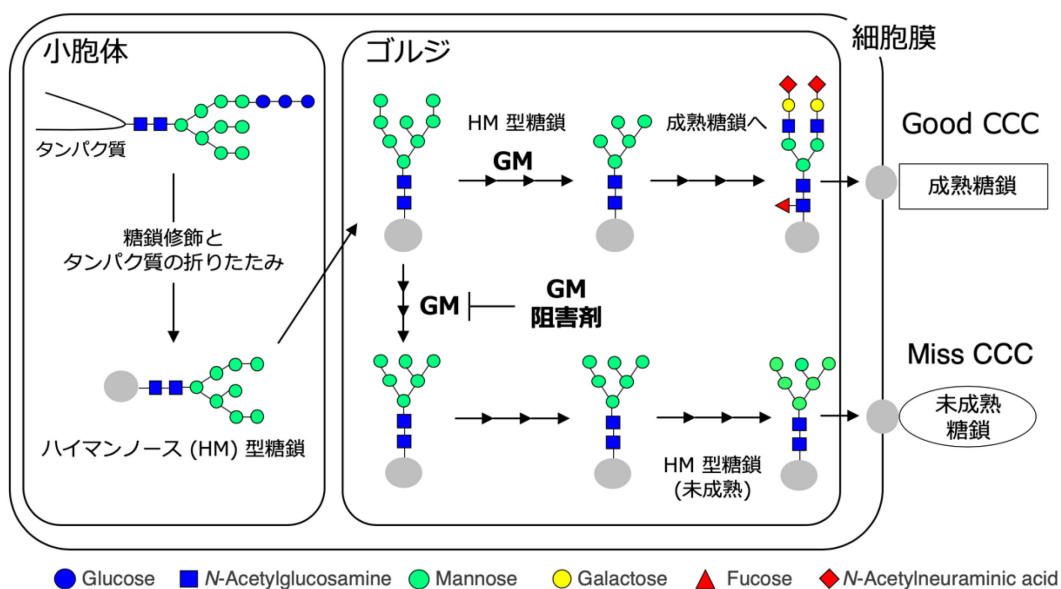 小胞体
ゴルジ
細胞膜
タンパク質
糖鎖修飾と
タンパク質の折りたたみ
ハイマンノース (HM) 型糖鎖
HM 型糖鎖
GM
成熟糖鎖へ
Good CCC
成熟糖鎖
GM
GM
阻害剤
HM 型糖鎖
(未成熟)
Miss CCC
未成熟
糖鎖
Glucose
N-Acetylglucosamine
Mannose
Galactose
Fucose
N-Acetylneuraminic acid